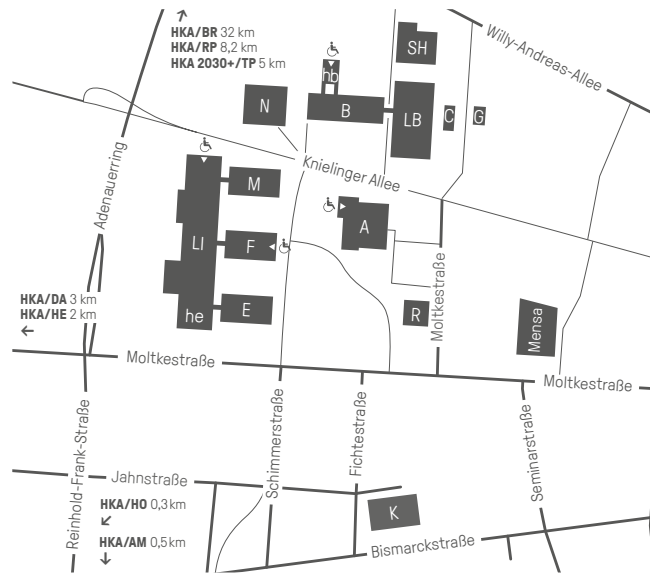 HKA/BR 32 km
HKA/RP 8,2 km
HKA 2030+/TP 5 km
SH
Willy-Andreas-Allee
hb
N
B
LB
C
G
Knielinger Allee
Adenauerring
M
A
LI
F
E
he
R
Moltkestraße
Mensa
HKA/DA 3 km
HKA/HE 2 km
Moltkestraße
Moltkestraße
Reinhold-Frank-Straße
Schimmerstraße
Fichtestraße
Seminarstraße
Jahnstraße
HKA/HO 0,3 km
K
HKA/AM 0,5 km
Bismarckstraße